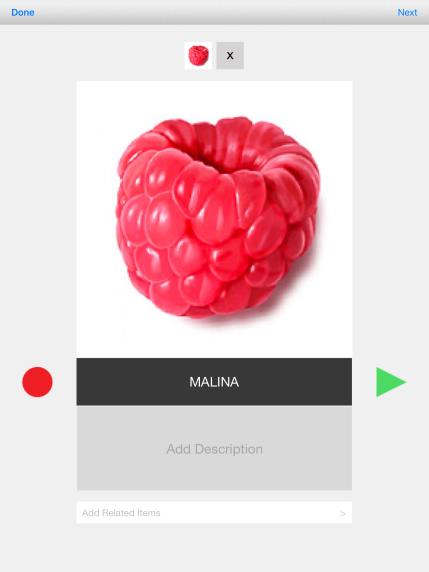 Done
Next
X
MALINA
Add Description
Add Related Items
>